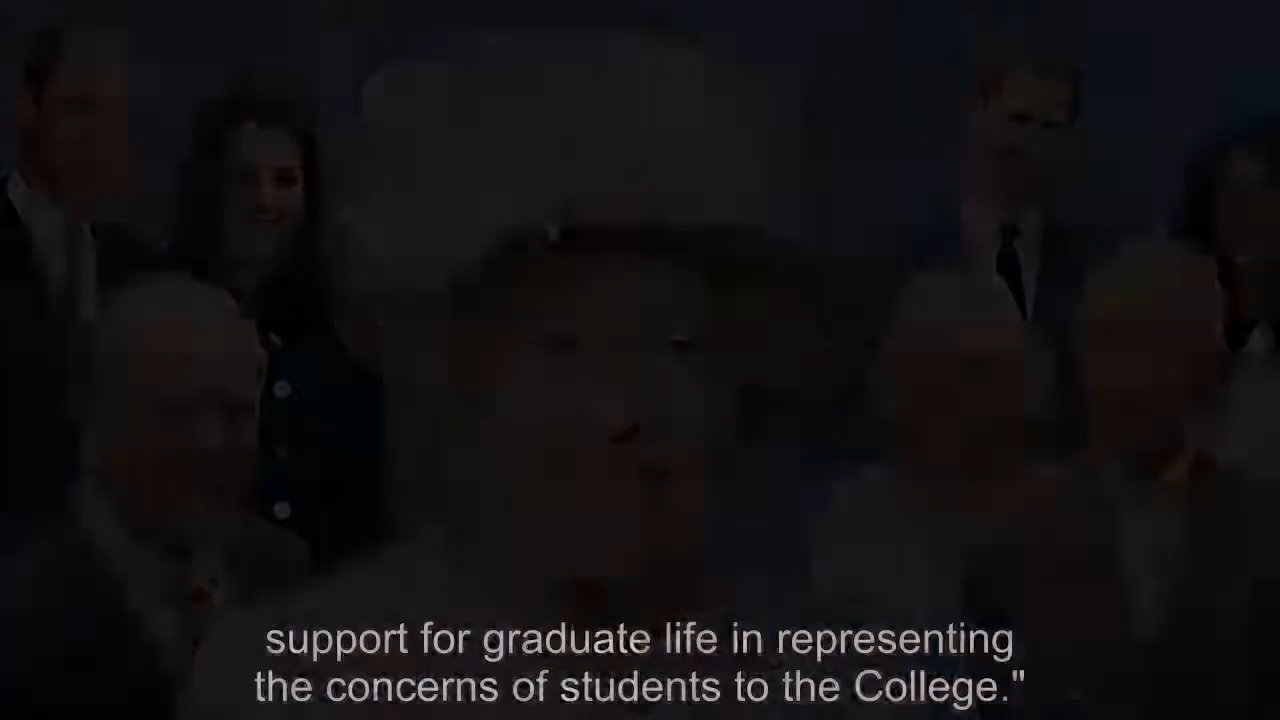 support for graduate life in representing
the concerns of students to the College."